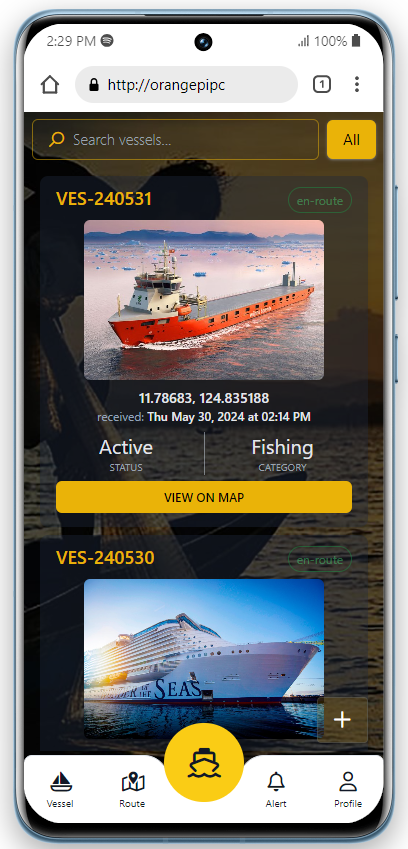 2:29 PM
100%
http://orangepipc
1
Search vessels...
All
VES-240531
en-route
11.78683, 124.835188
received: Thu May 30, 2024 at 02:14 PM
Active
Fishing
STATUS
CATEGORY
VIEW ON MAP
VES-240530
en-route
OF THE SEAS
Vessel
Route
Alert
Profile